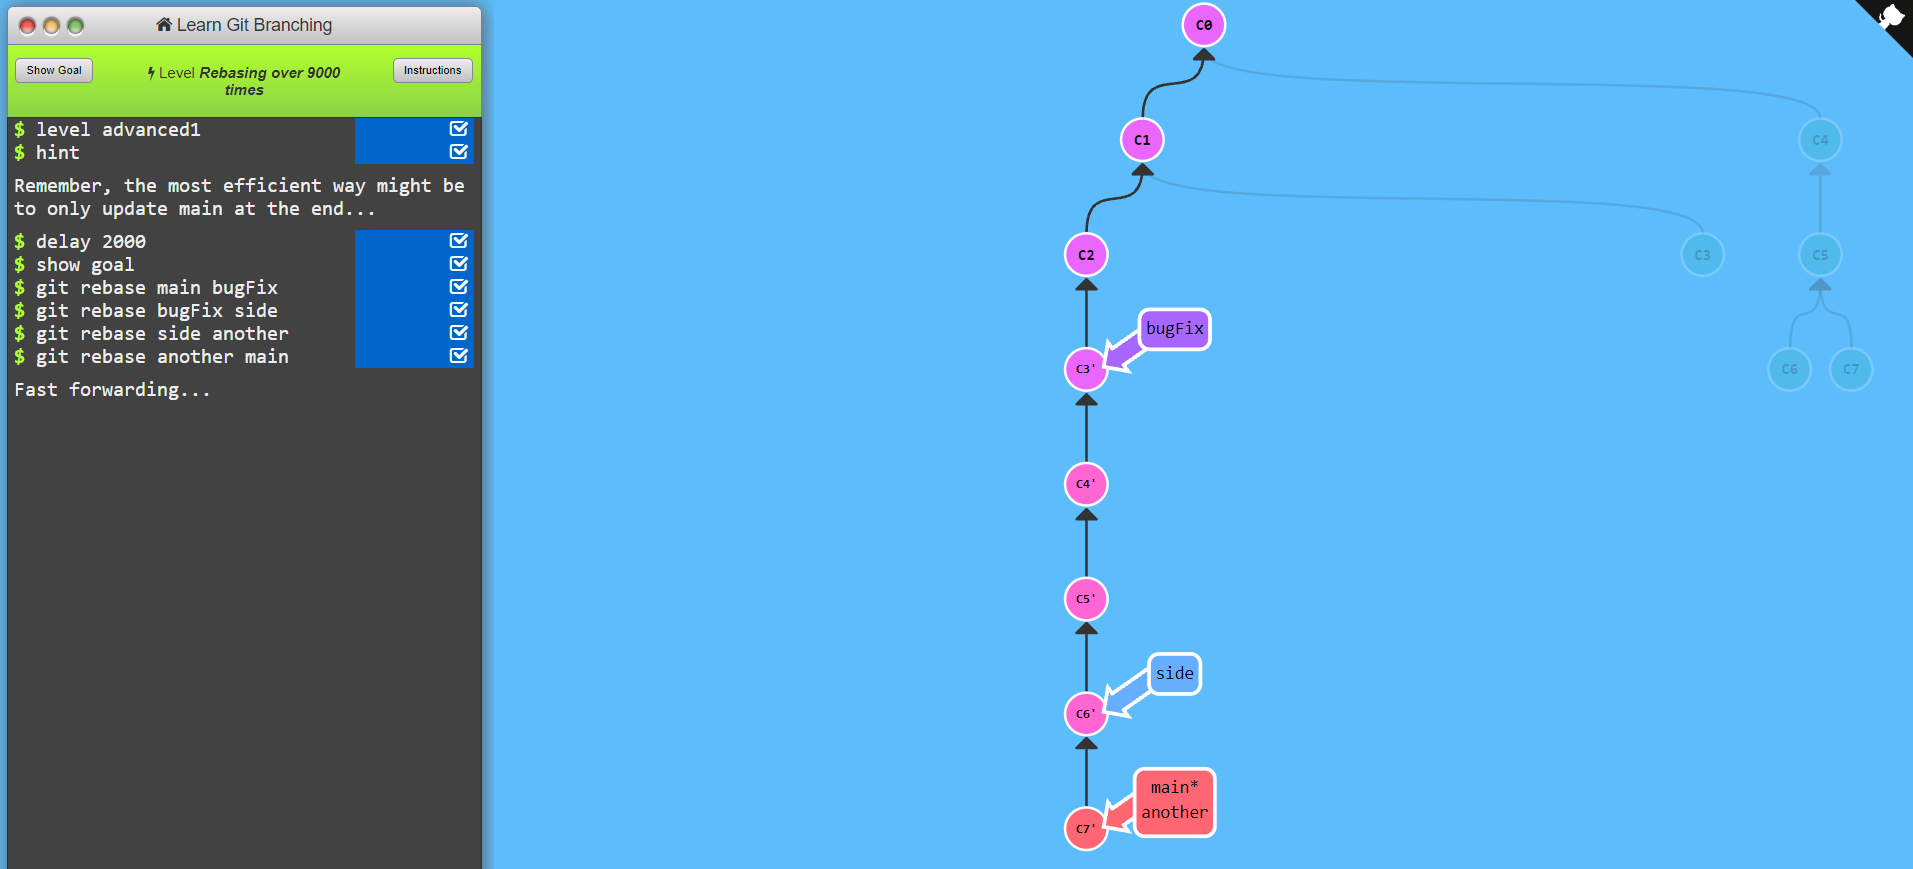 Learn Git Branching
Show Goal
Level Rebasing over 9000
times
Instructions
$ level advanced1
$ hint
Remember, the most efficient way might be
to only update main at the end...
$ delay 2000
$ show goal
$ git rebase main bugFix
$ git rebase bugFix side
$ git rebase side another
$ git rebase another main
Fast forwarding...
C0
C1
C4
C2
C3
C5
bugFix
C3'
C6
C7
C4'
C5'
side
C6'
main*
another
C7'